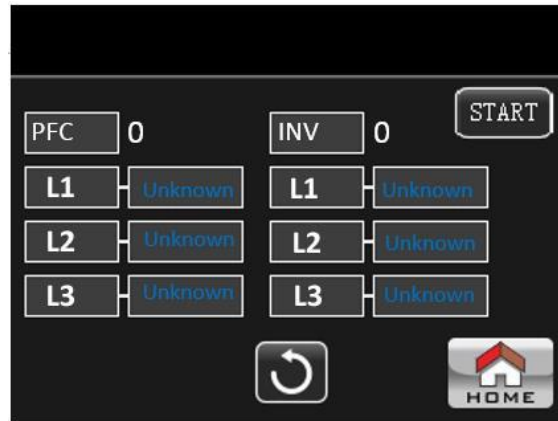 START
PFC 0 INV 0
L1 Unknown L1 Unknown
L2 Unknown L2 Unknown
L3 Unknown L3 Unknown
HOME